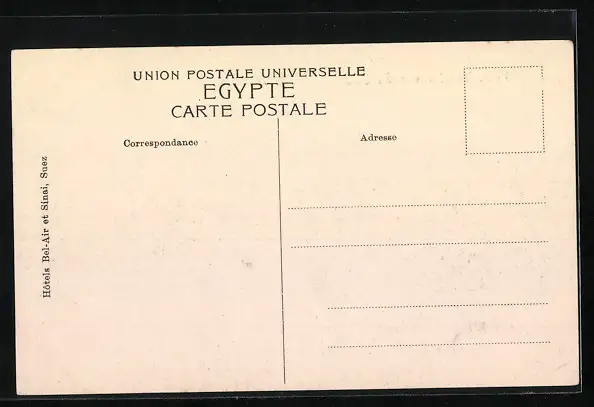 UNION POSTALE UNIVERSELLE
EGYPTE
CARTE POSTALE
Correspondance
Adresse
Hôtels Bel-Air et Sinai, Suez